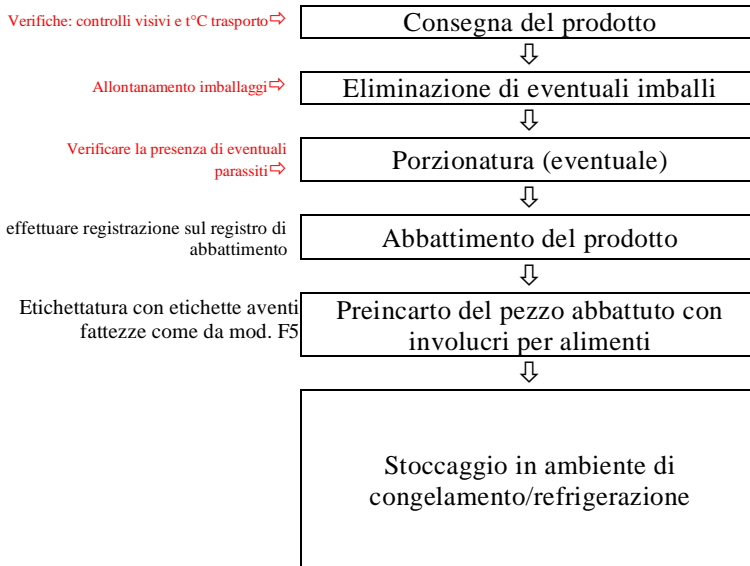 Verifiche: controlli visivi e t°C trasporto⇨
Consegna del prodotto
⇩
Allontanamento imballaggi⇨
Eliminazione di eventuali imballi
⇩
Verificare la presenza di eventuali
parassiti⇨
Porzionatura (eventuale)
⇩
effettuare registrazione sul registro di
abbattimento
Abbattimento del prodotto
⇩
Etichettatura con etichette aventi
fattezze come da mod. F5
Preincarto del pezzo abbattuto con
involucri per alimenti
⇩
Stoccaggio in ambiente di
congelamento/refrigerazione